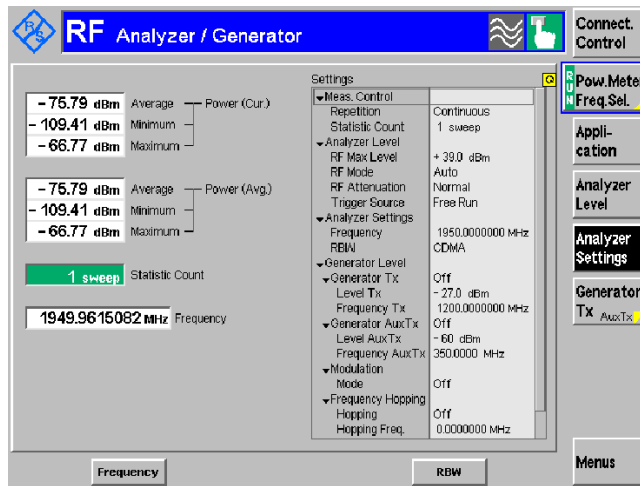 R&S
RF Analyzer / Generator
Connect. Control
RUN
Pow.Meter Freq.Sel.
Appli-cation
Analyzer Level
Analyzer Settings
Generator Tx AuxTx
Menus
- 75.79 dBm Average Power (Cur.)
- 109.41 dBm Minimum
- 66.77 dBm Maximum
- 75.79 dBm Average Power (Avg.)
- 109.41 dBm Minimum
- 66.77 dBm Maximum
1 sweep Statistic Count
1949.9615082 MHz Frequency
Settings
Meas. Control
Repetition Continuous
Statistic Count 1 sweep
Analyzer Level
RF Max Level + 39.0 dBm
RF Mode Auto
RF Attenuation Normal
Trigger Source Free Run
Analyzer Settings
Frequency 1950.0000000 MHz
RBW CDMA
Generator Level
Generator Tx Off
Level Tx - 27.0 dBm
Frequency Tx 1200.0000000 MHz
Generator AuxTx Off
Level AuxTx - 60 dBm
Frequency AuxTx 350.0000 MHz
Modulation
Mode Off
Frequency Hopping
Hopping Off
Hopping Freq. 0.0000000 MHz
Frequency
RBW